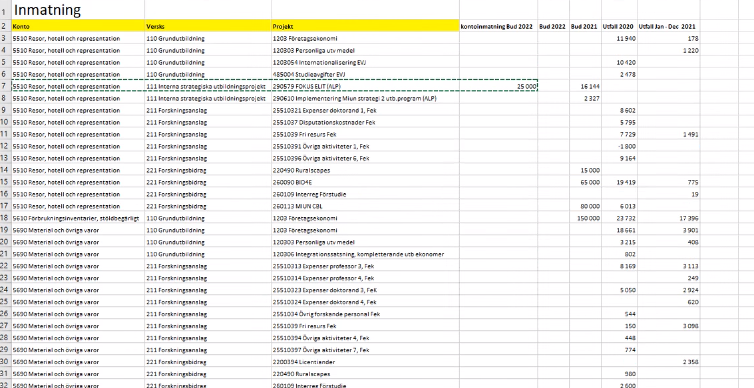 1 Inmatning
2 Konto Versks Projekt kontoinmatning Bud 2022 Bud 2022 Bud 2021 Utfall 2020 Utfall Jan - Dec 2021
3 5510 Resor, hotell och representation 110 Grundutbildning 1203 Företagsekonomi 11 940 178
4 5510 Resor, hotell och representation 110 Grundutbildning 120303 Personliga utv medel 1 220
5 5510 Resor, hotell och representation 110 Grundutbildning 1203054 Internationalisering EVJ 10 420
6 5510 Resor, hotell och representation 110 Grundutbildning 485004 Studieavgifter EVJ 2 478
7 5510 Resor, hotell och representation 111 Interna strategiska utbildningsprojekt 290579 FOKUS ELIT (ALP) 25 000 16 144
8 5510 Resor, hotell och representation 111 Interna strategiska utbildningsprojekt 290610 Implementering Miun strategi 2 utb.program (ALP) 2 327
9 5510 Resor, hotell och representation 211 Forskningsanslag 25510321 Expenser doktorand 1, Fek 8 602
10 5510 Resor, hotell och representation 211 Forskningsanslag 2551037 Disputationskostnader Fek 5 795
11 5510 Resor, hotell och representation 211 Forskningsanslag 2551039 Fri resurs Fek 7 729 1 491
12 5510 Resor, hotell och representation 211 Forskningsanslag 25510391 Övriga aktiviteter 1, Fek -1 800
13 5510 Resor, hotell och representation 211 Forskningsanslag 25510396 Övriga aktiviteter 6, Fek 9 164
14 5510 Resor, hotell och representation 221 Forskningsbidrag 220490 Ruralscapes 15 000
15 5510 Resor, hotell och representation 221 Forskningsbidrag 260090 BIO4E 65 000 19 419 775
16 5510 Resor, hotell och representation 221 Forskningsbidrag 260109 Interreg Förstudie 19
17 5510 Resor, hotell och representation 221 Forskningsbidrag 260113 MIUN CBL 80 000 6 013
18 5610 Förbrukningsinventarier, stöldbegärligt 110 Grundutbildning 1203 Företagsekonomi 150 000 23 732 17 396
19 5690 Material och övriga varor 110 Grundutbildning 1203 Företagsekonomi 18 661 3 901
20 5690 Material och övriga varor 110 Grundutbildning 120303 Personliga utv medel 3 215 408
21 5690 Material och övriga varor 110 Grundutbildning 120306 Integrationssatsning, kompletterande utb ekonomer 802
22 5690 Material och övriga varor 211 Forskningsanslag 25510313 Expenser professor 3, Fek 8 169 3 113
23 5690 Material och övriga varor 211 Forskningsanslag 25510314 Expenser professor 4, Fek 249
24 5690 Material och övriga varor 211 Forskningsanslag 25510323 Expenser doktorand 3, Fek 5 050 2 924
25 5690 Material och övriga varor 211 Forskningsanslag 25510324 Expenser doktorand 4, Fek 620
26 5690 Material och övriga varor 211 Forskningsanslag 2551034 Övrig forskande personal Fek 544
27 5690 Material och övriga varor 211 Forskningsanslag 2551039 Fri resurs Fek 150 3 098
28 5690 Material och övriga varor 211 Forskningsanslag 25510394 Övriga aktiviteter 4, Fek 448
29 5690 Material och övriga varor 211 Forskningsanslag 25510397 Övriga aktiviteter 7, Fek 774
30 5690 Material och övriga varor 221 Forskningsbidrag 2200394 Licentiander 2 358
31 5690 Material och övriga varor 221 Forskningsbidrag 220490 Ruralscapes 980
32 5690 Material och övriga varor 221 Forskningsbidrag 260109 Interreg Förstudie 2 600